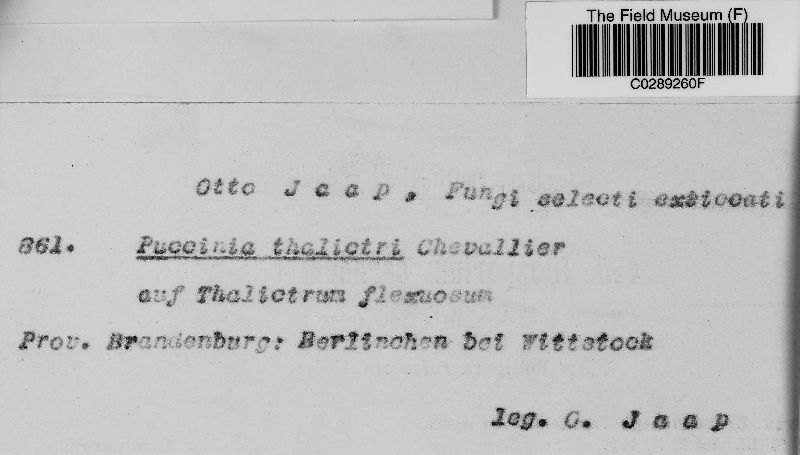 The Field Museum (F)
C0289260F
Otto Jaap, Fungi selecti exsiccati
861. Puccinia thalictri Chevallier
auf Thalictrum flexuosum
Prov. Brandenburg: Berlinchen bei Wittstock
leg. O. Jaap